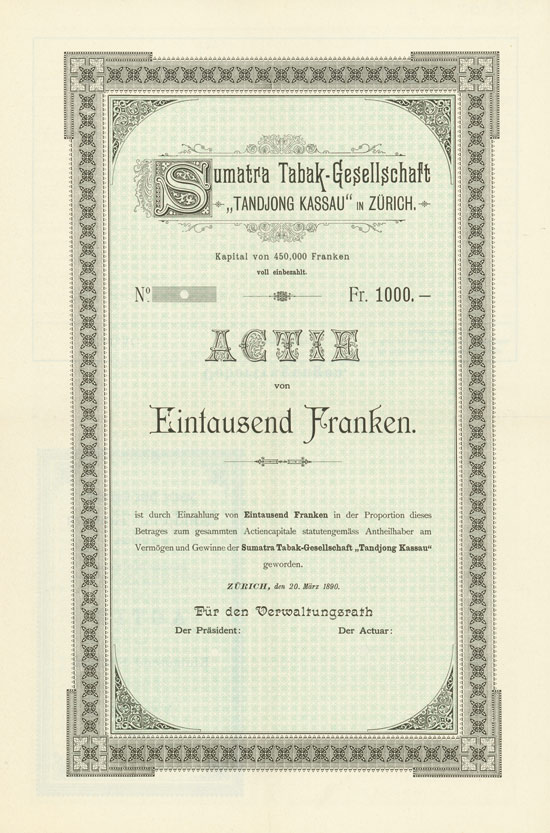 Sumatra Tabak-Gesellschaft
„TANDJONG KASSAU" IN ZÜRICH.
Kapital von 450,000 Franken
voll einbezahlt.
No. Fr. 1000.—
ACTIE
von
Eintausend Franken.
ist durch Einzahlung von Eintausend Franken in der Proportion dieses
Betrages zum gesammten Actiencapitale statutengemäss Antheilhaber am
Vermögen und Gewinne der Sumatra Tabak-Gesellschaft „Tandjong Kassau"
geworden.
ZÜRICH, den 20. März 1890.
Für den Verwaltungsrath
Der Präsident: Der Actuar: